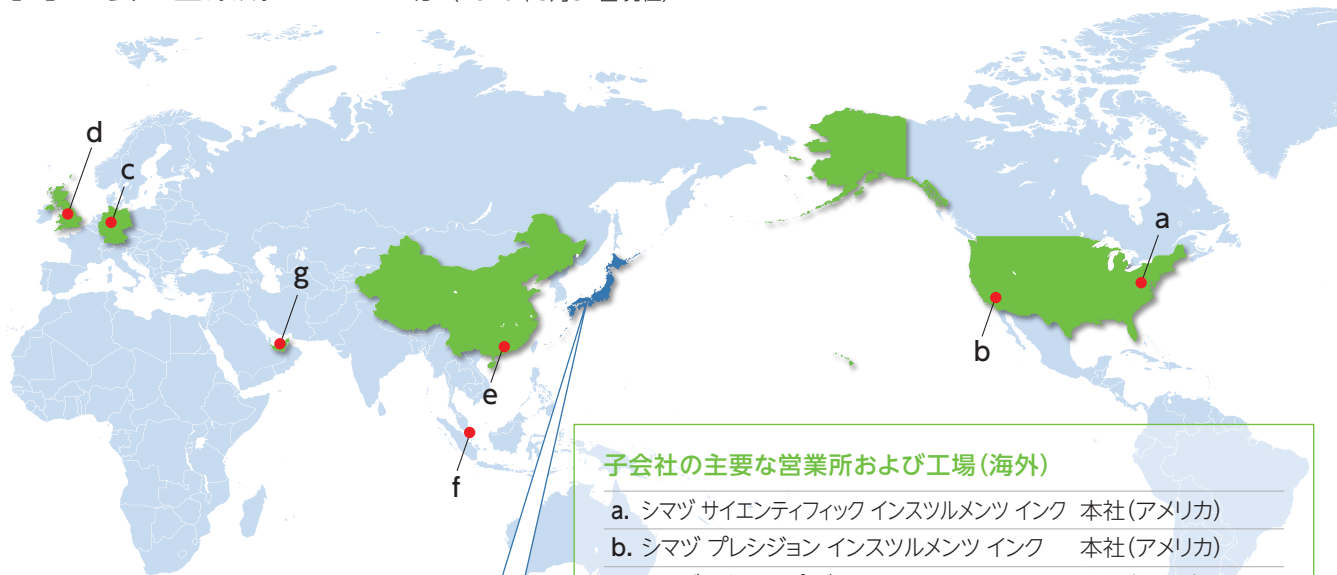 d
c
a
g
b
e
f
子会社の主要な営業所および工場(海外)
a. シマヅ サイエンティフィック インスツルメンツ インク 本社(アメリカ)
b. シマヅ プレシジョン インスツルメンツ インク 本社(アメリカ)